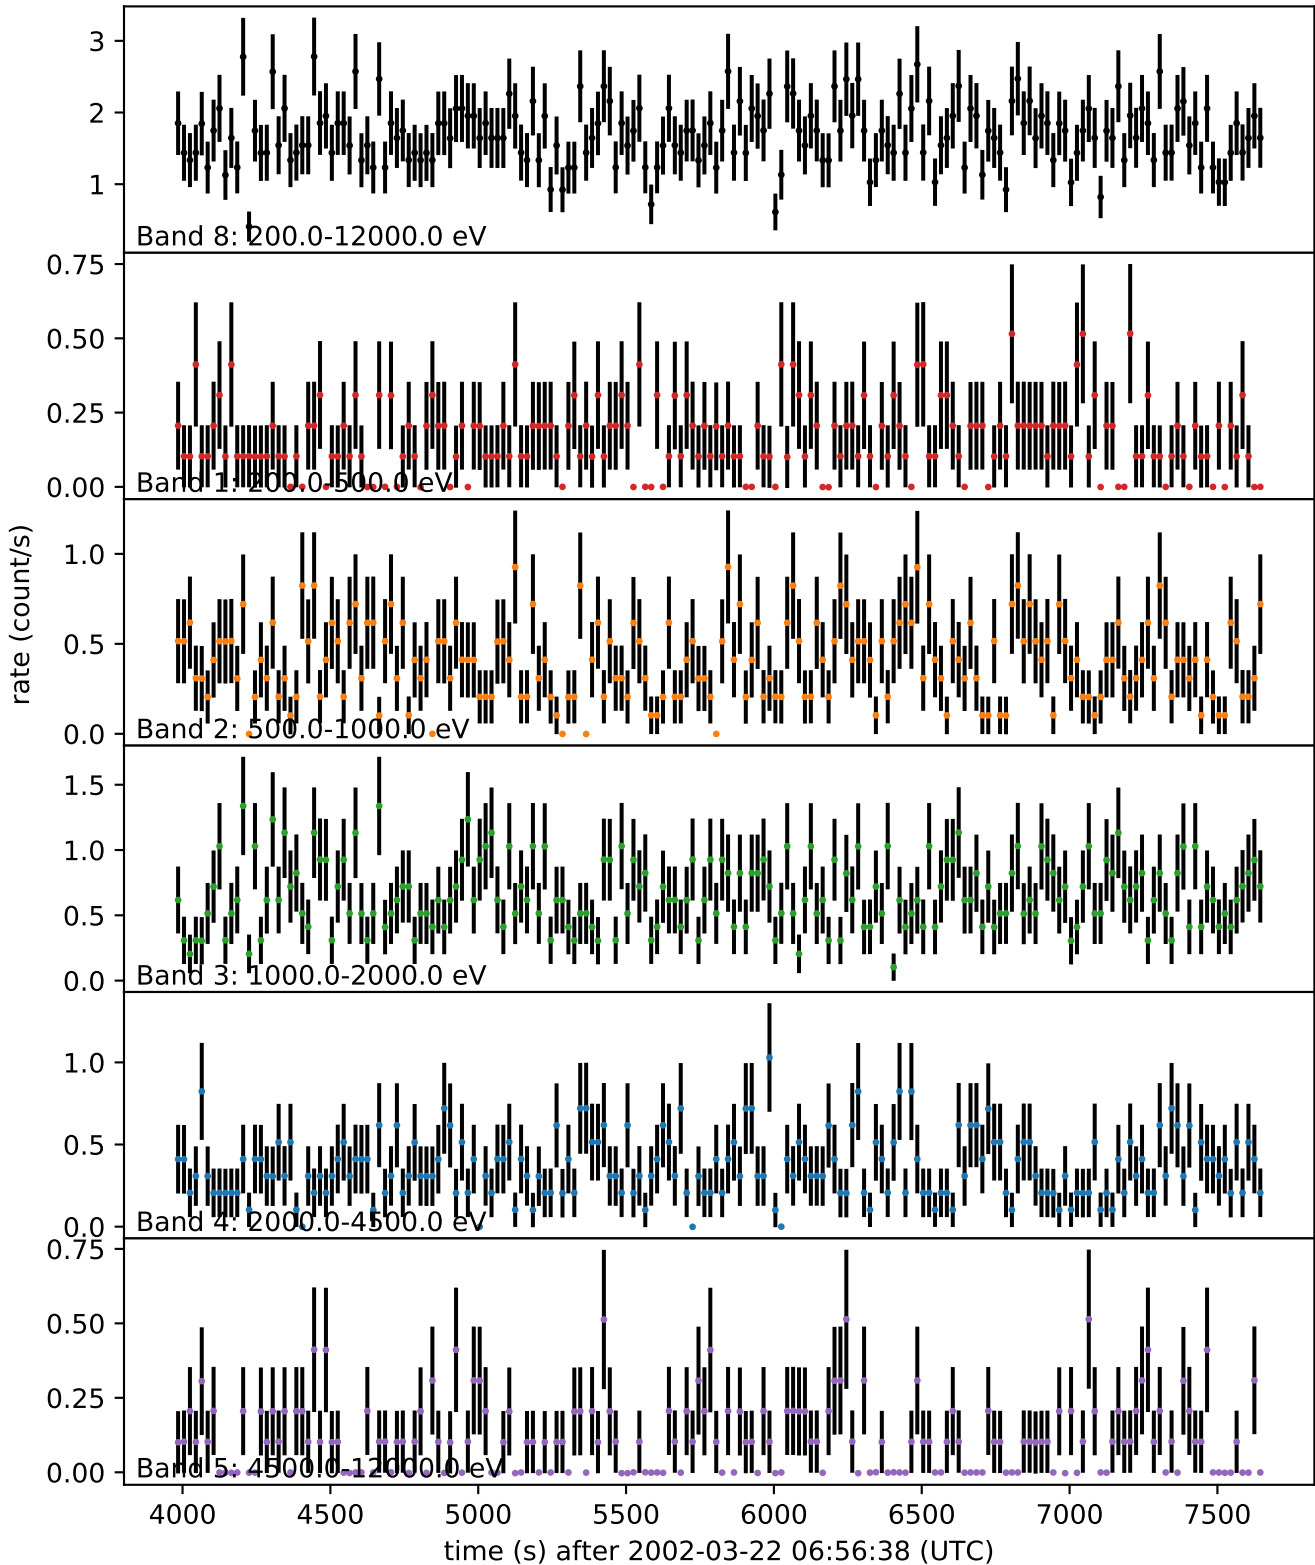 3
2
1
Band 8: 200.0-12000.0 eV
0.75
0.50
0.25
0.00
Band 1: 200.0-500.0 eV
1.0
0.5
0.0
Band 2: 500.0-1000.0 eV
rate (count/s)
1.5
1.0
0.5
0.0
Band 3: 1000.0-2000.0 eV
1.0
0.5
0.0
Band 4: 2000.0-4500.0 eV
0.75
0.50
0.25
0.00
Band 5: 4500.0-12000.0 eV
4000 4500 5000 5500 6000 6500 7000 7500
time (s) after 2002-03-22 06:56:38 (UTC)